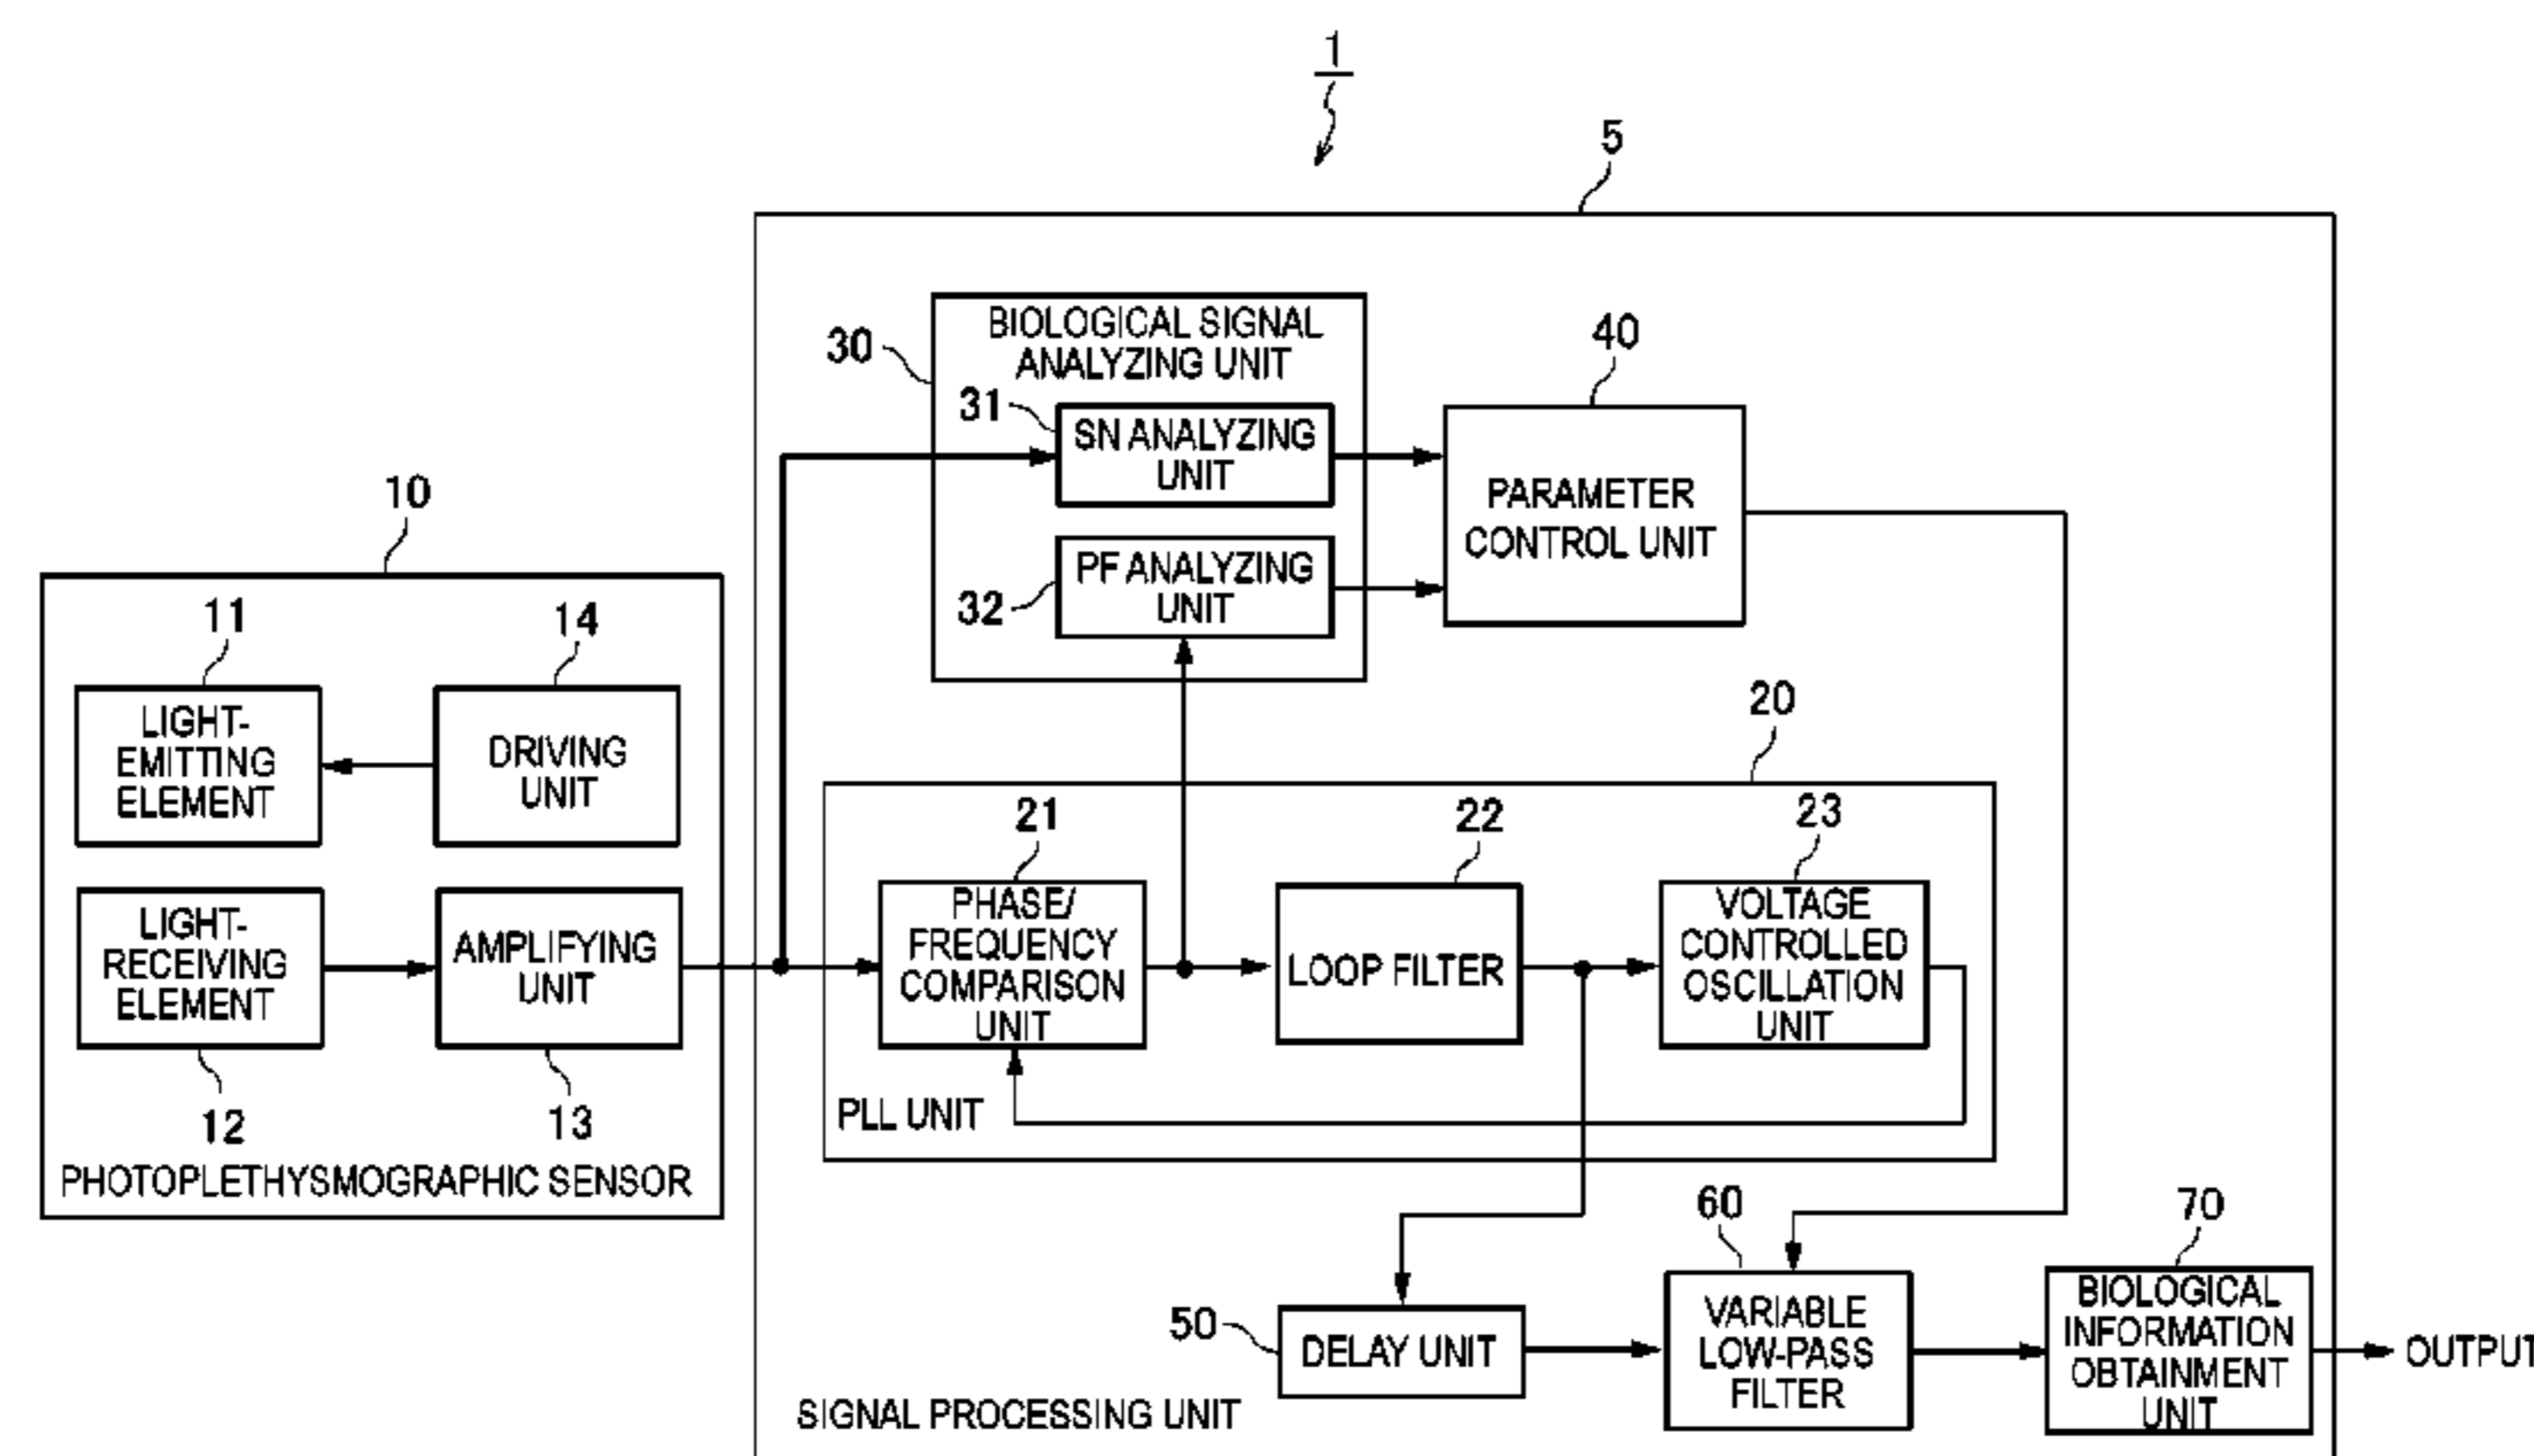 1
5
30
BIOLOGICAL SIGNAL
ANALYZING UNIT
40
31
SN ANALYZING
UNIT
PARAMETER
CONTROL UNIT
10
32
PF ANALYZING
UNIT
11
14
LIGHT-
EMITTING
ELEMENT
DRIVING
UNIT
20
21
22
23
LIGHT-
RECEIVING
ELEMENT
AMPLIFYING
UNIT
PHASE/
FREQUENCY
COMPARISON
UNIT
LOOP FILTER
VOLTAGE
CONTROLLED
OSCILLATION
UNIT
12
13
PLL UNIT
PHOTOPLETHYSMOGRAPHIC SENSOR
60
70
50
DELAY UNIT
VARIABLE
LOW-PASS
FILTER
BIOLOGICAL
INFORMATION
OBTAINMENT
UNIT
OUTPUT
SIGNAL PROCESSING UNIT